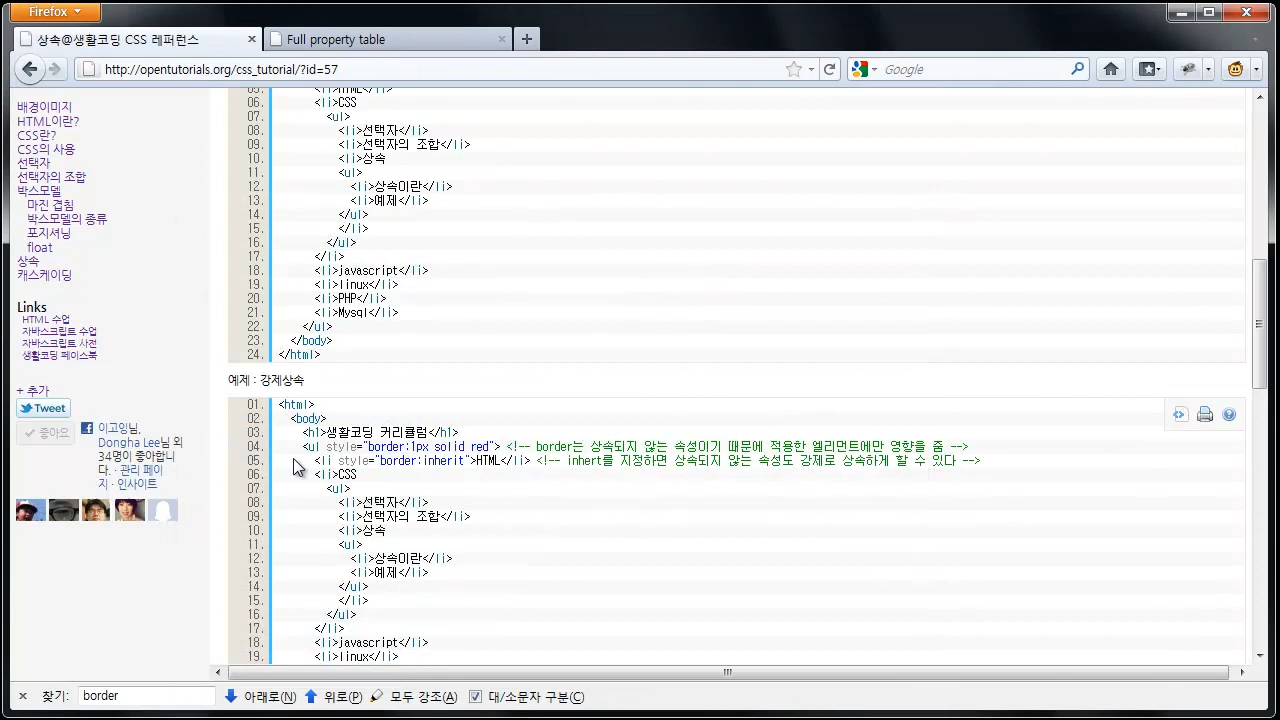 Firefox
상속@생활코딩 CSS 레퍼런스
Full property table
http://opentutorials.org/css_tutorial/?id=57
Google
배경이미지
HTML이란?
CSS란?
CSS의 사용
선택자
선택자의 조합
박스모델
마진 겹침
박스모델의 종류
포지셔닝
float
상속
캐스케이딩
Links
HTML 수업
자바스크립트 수업
자바스크립트 사전
생활코딩 페이스북
+ 추가
Tweet
좋아요
이고잉님,
Dongha Lee님 외
34명이 좋아합니
다. · 관리 페이
지 · 인사이트
05. <li>HTML</li>
06. <li>CSS
07. <ul>
08. <li>선택자</li>
09. <li>선택자의 조합</li>
10. <li>상속
11. <ul>
12. <li>상속이란</li>
13. <li>예제</li>
14. </ul>
15. </li>
16. </ul>
17. </li>
18. <li>javascript</li>
19. <li>linux</li>
20. <li>PHP</li>
21. <li>Mysql</li>
22. </ul>
23. </body>
24. </html>
예제 : 강제상속
01. <html>
02. <body>
03. <h1>생활코딩 커리큘럼</h1>
04. <ul style="border:1px solid red"> <!-- border는 상속되지 않는 속성이기 때문에 적용한 엘리먼트에만 영향을 줌 -->
05. <li style="border:inherit">HTML</li> <!-- inhert를 지정하면 상속되지 않는 속성도 강제로 상속하게 할 수 있다 -->
06. <li>CSS
07. <ul>
08. <li>선택자</li>
09. <li>선택자의 조합</li>
10. <li>상속
11. <ul>
12. <li>상속이란</li>
13. <li>예제</li>
14. </ul>
15. </li>
16. </ul>
17. </li>
18. <li>javascript</li>
19. <li>linux</li>
찾기: border 아래로(N) 위로(P) 모두 강조(A) 대/소문자 구분(C)